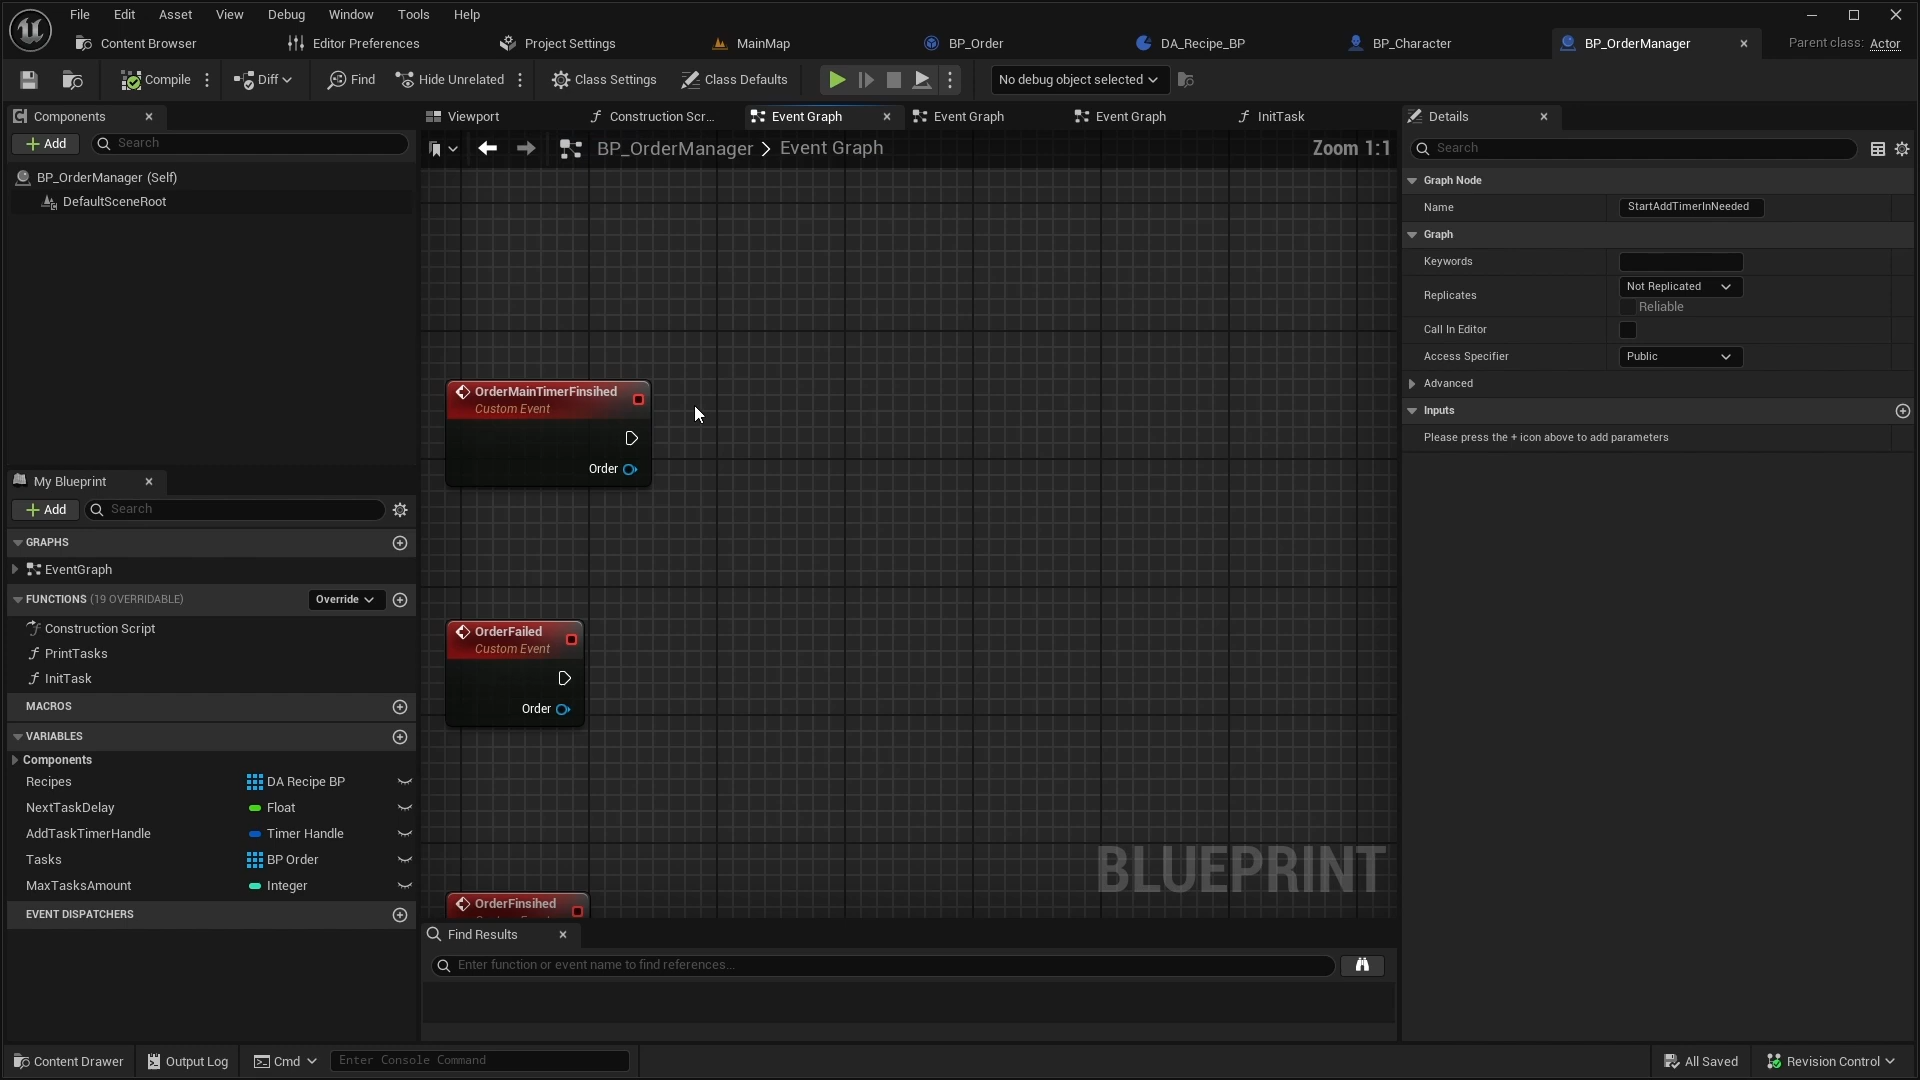 File Edit Asset View Debug Window Tools Help
Content Browser Editor Preferences Project Settings MainMap BP_Order DA_Recipe_BP BP_Character BP_OrderManager Parent class: Actor
Compile Diff Find Hide Unrelated Class Settings Class Defaults No debug object selected
Components
Add Search
BP_OrderManager (Self)
DefaultSceneRoot
My Blueprint
Add Search
GRAPHS
EventGraph
FUNCTIONS (19 OVERRIDABLE) Override
Construction Script
PrintTasks
InitTask
MACROS
VARIABLES
Components
Recipes DA Recipe BP
NextTaskDelay Float
AddTaskTimerHandle Timer Handle
Tasks BP Order
MaxTasksAmount Integer
EVENT DISPATCHERS
Viewport Construction Scr... Event Graph Event Graph Event Graph InitTask
BP_OrderManager > Event Graph Zoom 1:1
OrderMainTimerFinsihed
Custom Event
Order
OrderFailed
Custom Event
Order
OrderFinsihed
BLUEPRINT
Find Results
Enter function or event name to find references...
Details
Search
Graph Node
Name StartAddTimerInNeeded
Graph
Keywords
Replicates Not Replicated
Reliable
Call In Editor
Access Specifier Public
Advanced
Inputs
Please press the + icon above to add parameters
Content Drawer Output Log Cmd Enter Console Command All Saved Revision Control